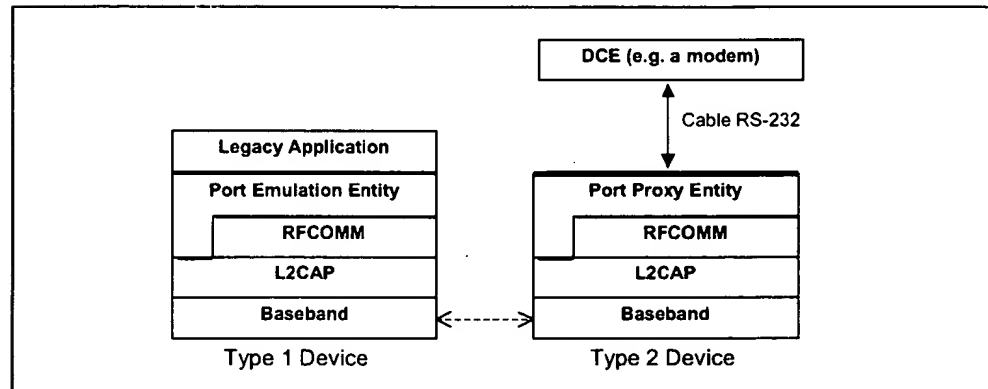 DCE (e.g. a modem)
Cable RS-232
Legacy Application
Port Emulation Entity
RFCOMM
L2CAP
Baseband
Type 1 Device
Port Proxy Entity
RFCOMM
L2CAP
Baseband
Type 2 Device